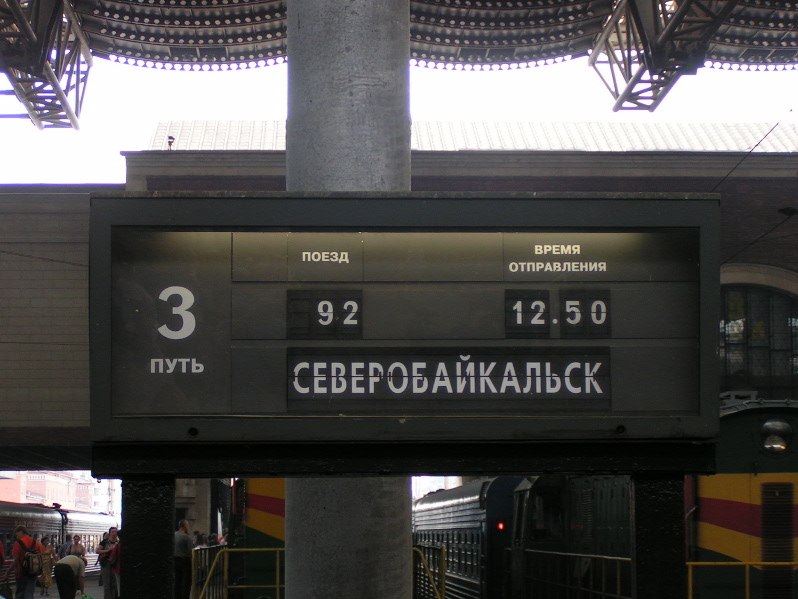 3
ПУТЬ
ПОЕЗД
ВРЕМЯ
ОТПРАВЛЕНИЯ
92
12.50
СЕВЕРОБАЙКАЛЬСК